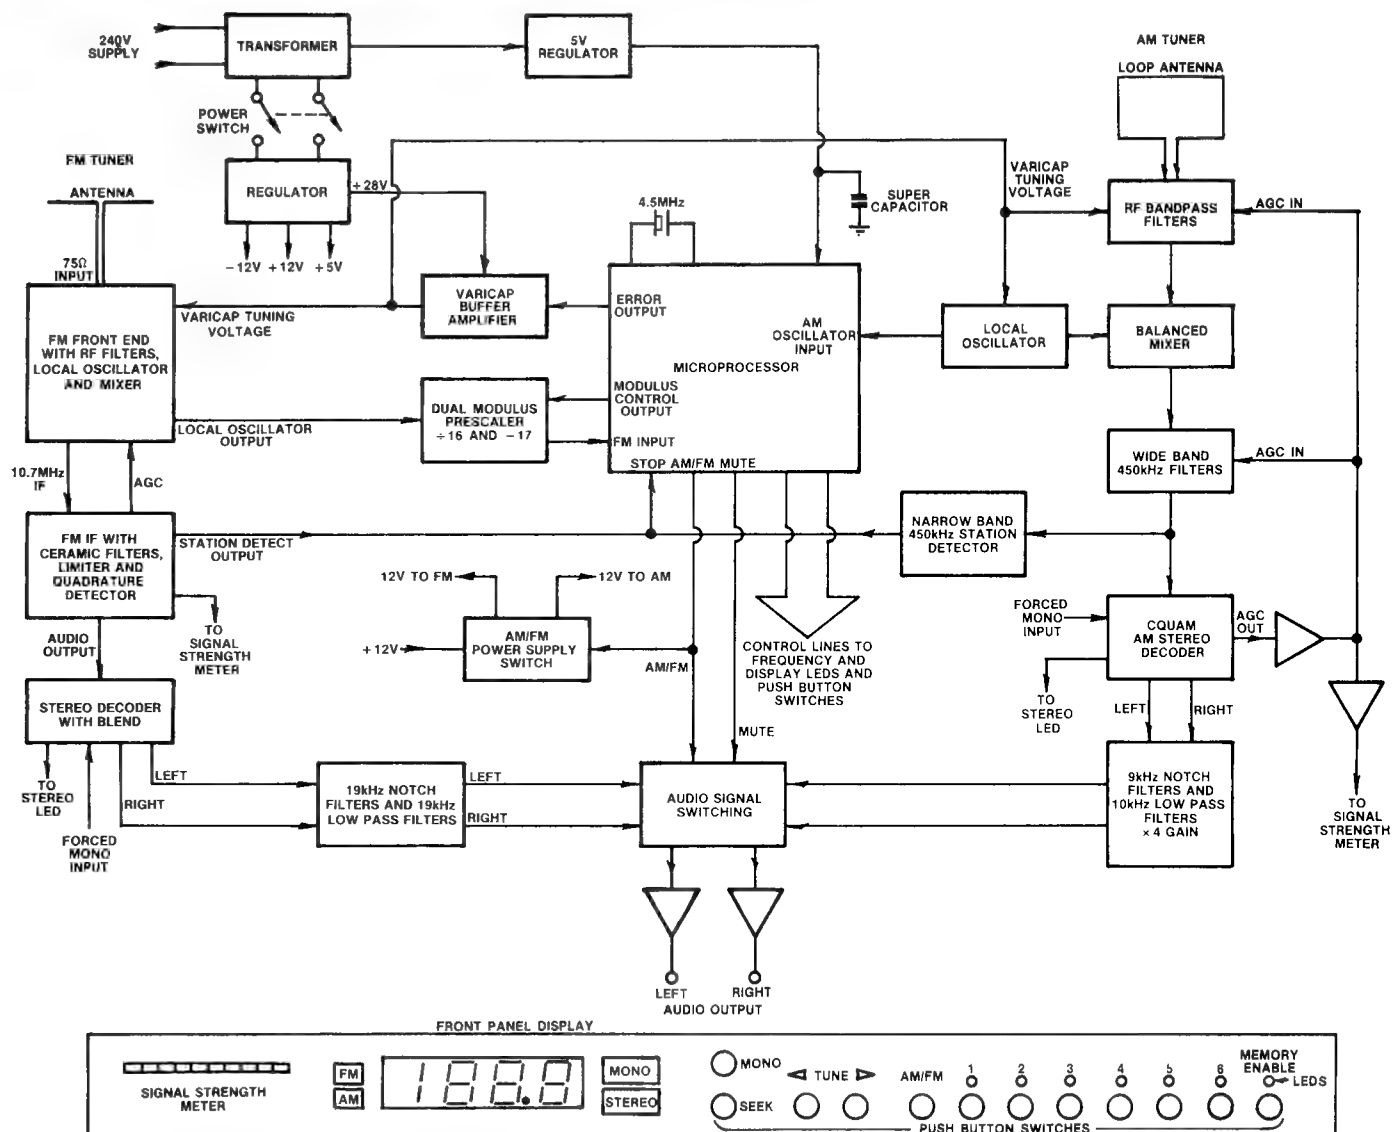 240V
SUPPLY
TRANSFORMER
5V
REGULATOR
AM TUNER
LOOP ANTENNA
POWER
SWITCH
FM TUNER
ANTENNA
REGULATOR
+28V
-12V
+12V
+5V
4.5MHz
SUPER
CAPACITOR
VARICAP
TUNING
VOLTAGE
RF BANDPASS
FILTERS
AGC IN
75Ω
INPUT
FM FRONT END
WITH RF FILTERS,
LOCAL OSCILLATOR
AND MIXER
VARICAP TUNING
VOLTAGE
VARICAP
BUFFER
AMPLIFIER
ERROR
OUTPUT
AM
OSCILLATOR
INPUT
MICROPROCESSOR
LOCAL
OSCILLATOR
BALANCED
MIXER
MODULUS
CONTROL
OUTPUT
DUAL MODULUS
PRESCALER
÷16 AND −17
LOCAL OSCILLATOR
OUTPUT
FM INPUT
STOP AM/FM MUTE
WIDE BAND
450kHz FILTERS
AGC IN
10.7MHz
IF
AGC
FM IF WITH
CERAMIC FILTERS,
LIMITER AND
QUADRATURE
DETECTOR
STATION DETECT
OUTPUT
NARROW BAND
450kHz STATION
DETECTOR
12V TO FM
12V TO AM
AM/FM
POWER SUPPLY
SWITCH
+12V
AM/FM
CONTROL LINES TO
FREQUENCY AND
DISPLAY LEDS AND
PUSH BUTTON
SWITCHES
FORCED
MONO
INPUT
CQUAM
AM STEREO
DECODER
AGC
OUT
AUDIO
OUTPUT
TO
SIGNAL
STRENGTH
METER
TO
STEREO
LED
LEFT
RIGHT
STEREO DECODER
WITH BLEND
MUTE
TO
STEREO
LED
LEFT
RIGHT
FORCED
MONO
INPUT
19kHz NOTCH
FILTERS AND 19kHz
LOW PASS FILTERS
LEFT
RIGHT
AUDIO SIGNAL
SWITCHING
9kHz NOTCH
FILTERS AND
10kHz LOW PASS
FILTERS
×4 GAIN
TO
SIGNAL
STRENGTH
METER
LEFT
RIGHT
AUDIO OUTPUT
FRONT PANEL DISPLAY
SIGNAL STRENGTH
METER
FM
AM
188.8
MONO
STEREO
MONO
SEEK
TUNE
AM/FM
1
2
3
4
5
6
MEMORY
ENABLE
LEDS
PUSH BUTTON SWITCHES